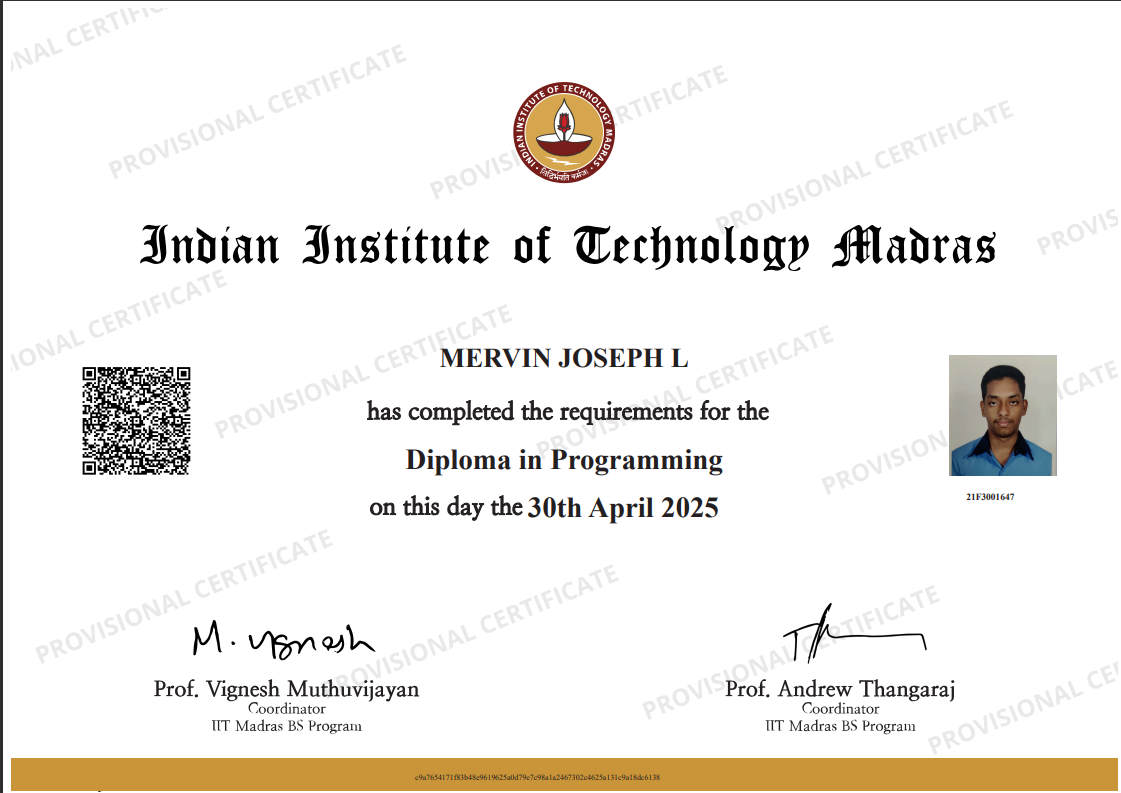 INDIAN INSTITUTE OF TECHNOLOGY MADRAS
सिद्धिर्भवति कर्मजा
Indian Institute of Technology Madras
MERVIN JOSEPH L
has completed the requirements for the
Diploma in Programming
on this day the 30th April 2025
21F3001647
M. Vignesh
Prof. Vignesh Muthuvijayan
Coordinator
IIT Madras BS Program
Prof. Andrew Thangaraj
Coordinator
IIT Madras BS Program
PROVISIONAL CERTIFICATE